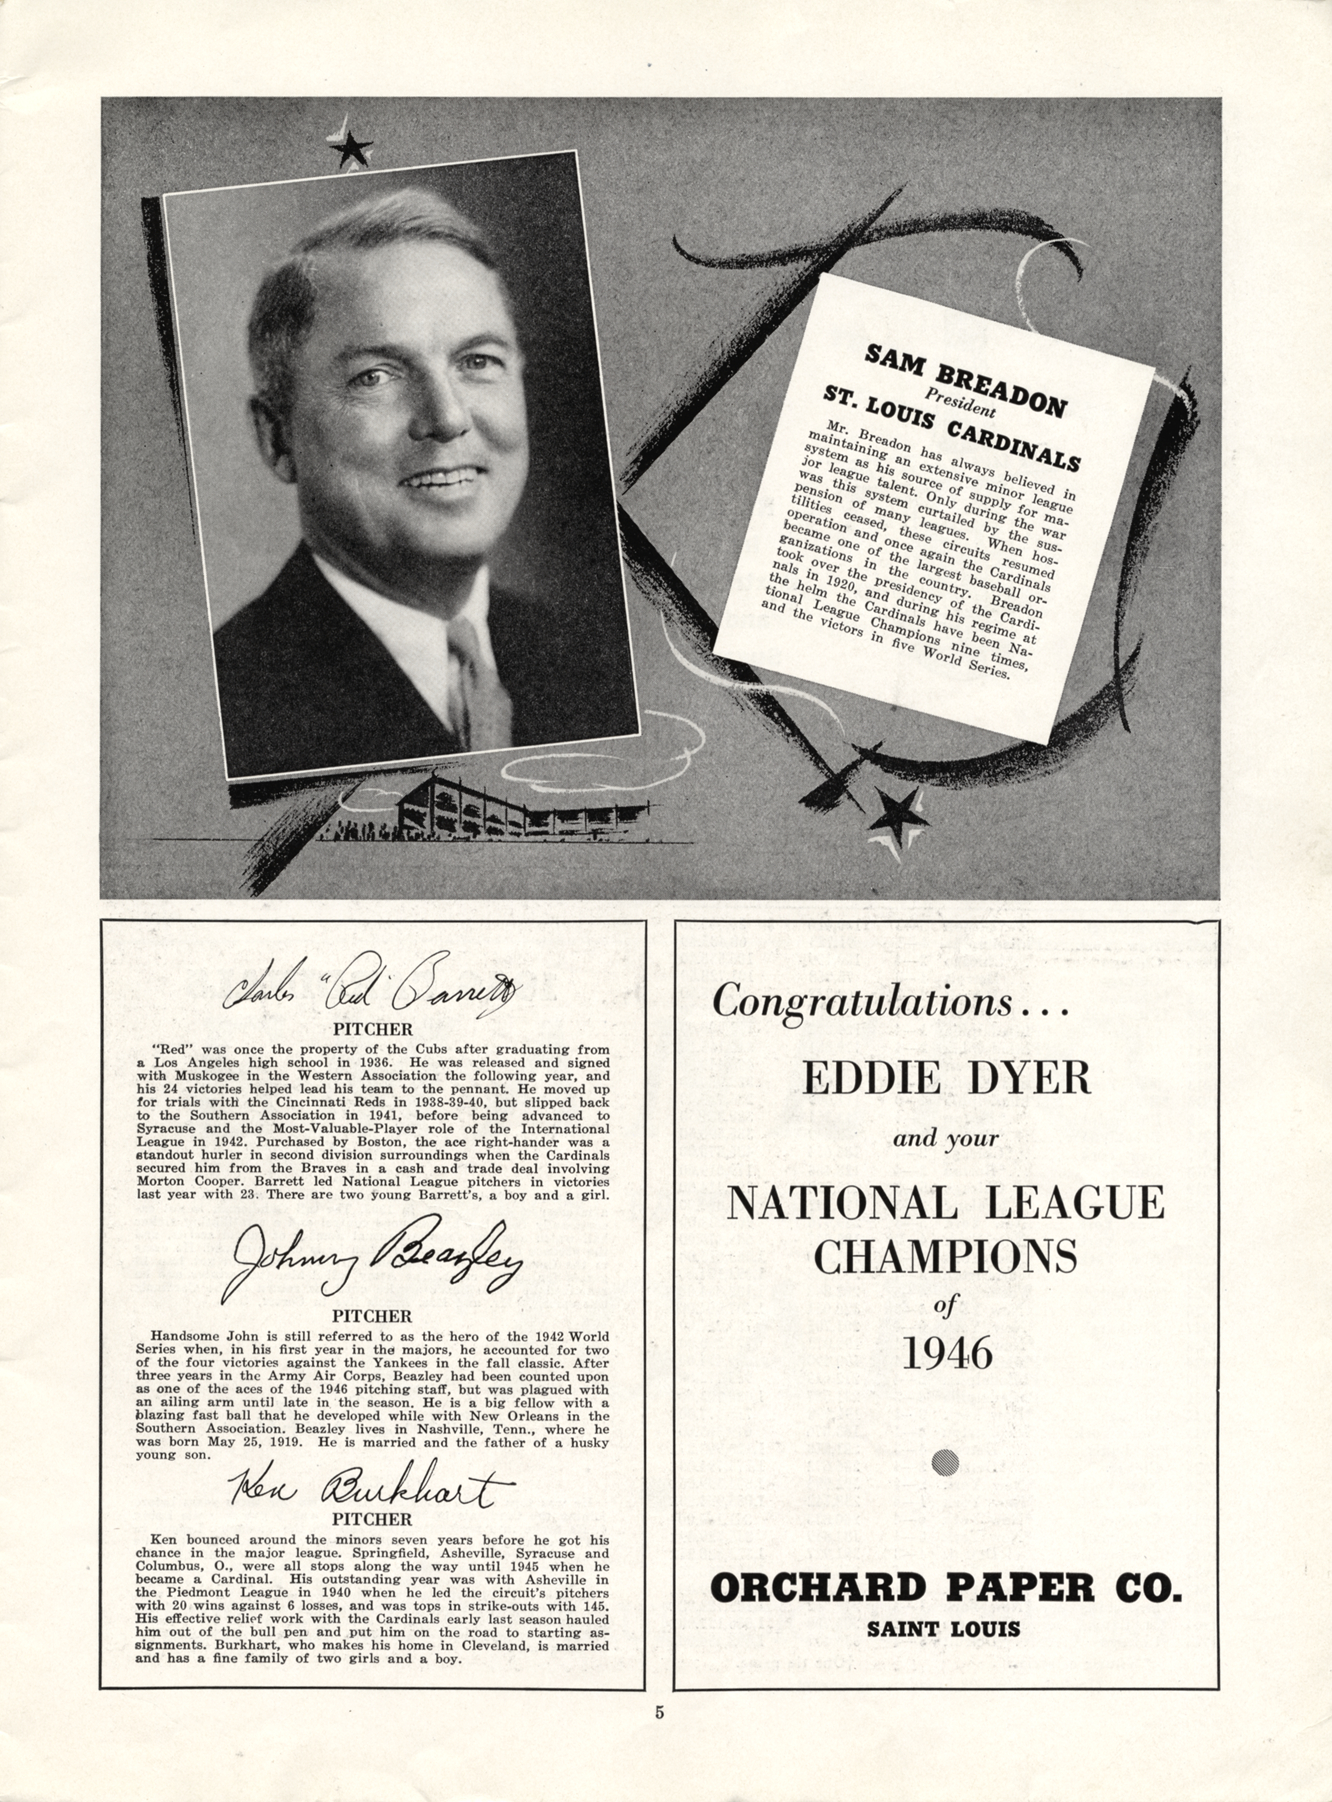 SAM BREADON
President
ST. LOUIS CARDINALS
Mr. Breadon has always believed in
maintaining an extensive minor league
system as his source of supply for ma-
jor league talent. Only during the war
was this system curtailed by the sus-
pension of many leagues. When hos-
tilities ceased, these circuits resumed
operation and once again the Cardinals
became one of the largest baseball or-
ganizations in the country. Breadon
took over the presidency of the Cardi-
nals in 1920, and during his regime at
the helm the Cardinals have been Na-
tional League Champions nine times,
and the victors in five World Series.
Charles "Red" Barrett
PITCHER
"Red" was once the property of the Cubs after graduating from
a Los Angeles high school in 1936. He was released and signed
with Muskogee in the Western Association the following year, and
his 24 victories helped lead his team to the pennant. He moved up
for trials with the Cincinnati Reds in 1938-39-40, but slipped back
to the Southern Association in 1941, before being advanced to
Syracuse and the Most-Valuable-Player role of the International
League in 1942. Purchased by Boston, the ace right-hander was a
standout hurler in second division surroundings when the Cardinals
secured him from the Braves in a cash and trade deal involving
Morton Cooper. Barrett led National League pitchers in victories
last year with 23. There are two young Barrett's, a boy and a girl.
Johnny Beazley
PITCHER
Handsome John is still referred to as the hero of the 1942 World
Series when, in his first year in the majors, he accounted for two
of the four victories against the Yankees in the fall classic. After
three years in the Army Air Corps, Beazley had been counted upon
as one of the aces of the 1946 pitching staff, but was plagued with
an ailing arm until late in the season. He is a big fellow with a
blazing fast ball that he developed while with New Orleans in the
Southern Association. Beazley lives in Nashville, Tenn., where he
was born May 25, 1919. He is married and the father of a husky
young son.
Ken Burkhart
PITCHER
Ken bounced around the minors seven years before he got his
chance in the major league. Springfield, Asheville, Syracuse and
Columbus, O., were all stops along the way until 1945 when he
became a Cardinal. His outstanding year was with Asheville in
the Piedmont League in 1940 when he led the circuit's pitchers
with 20 wins against 6 losses, and was tops in strike-outs with 145.
His effective relief work with the Cardinals early last season hauled
him out of the bull pen and put him on the road to starting as-
signments. Burkhart, who makes his home in Cleveland, is married
and has a fine family of two girls and a boy.
Congratulations...
EDDIE DYER
and your
NATIONAL LEAGUE
CHAMPIONS
of
1946
ORCHARD PAPER CO.
SAINT LOUIS
5